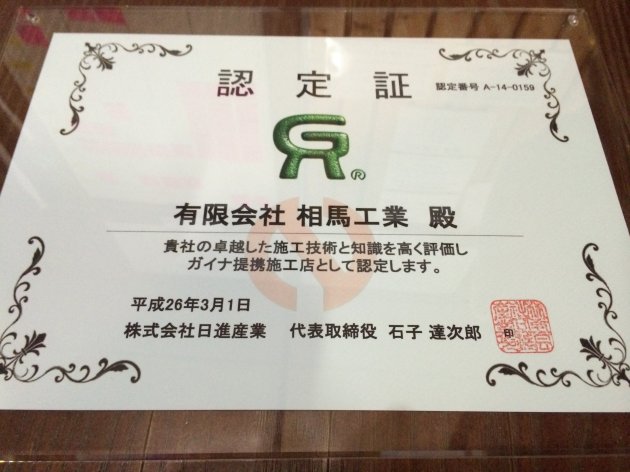 認定証
認定番号 A-14-0159
GA®
有限会社 相馬工業 殿
貴社の卓越した施工技術と知識を高く評価し
ガイナ提携施工店として認定します。
平成26年3月1日
株式会社日進産業 代表取締役 石子 達次郎 印